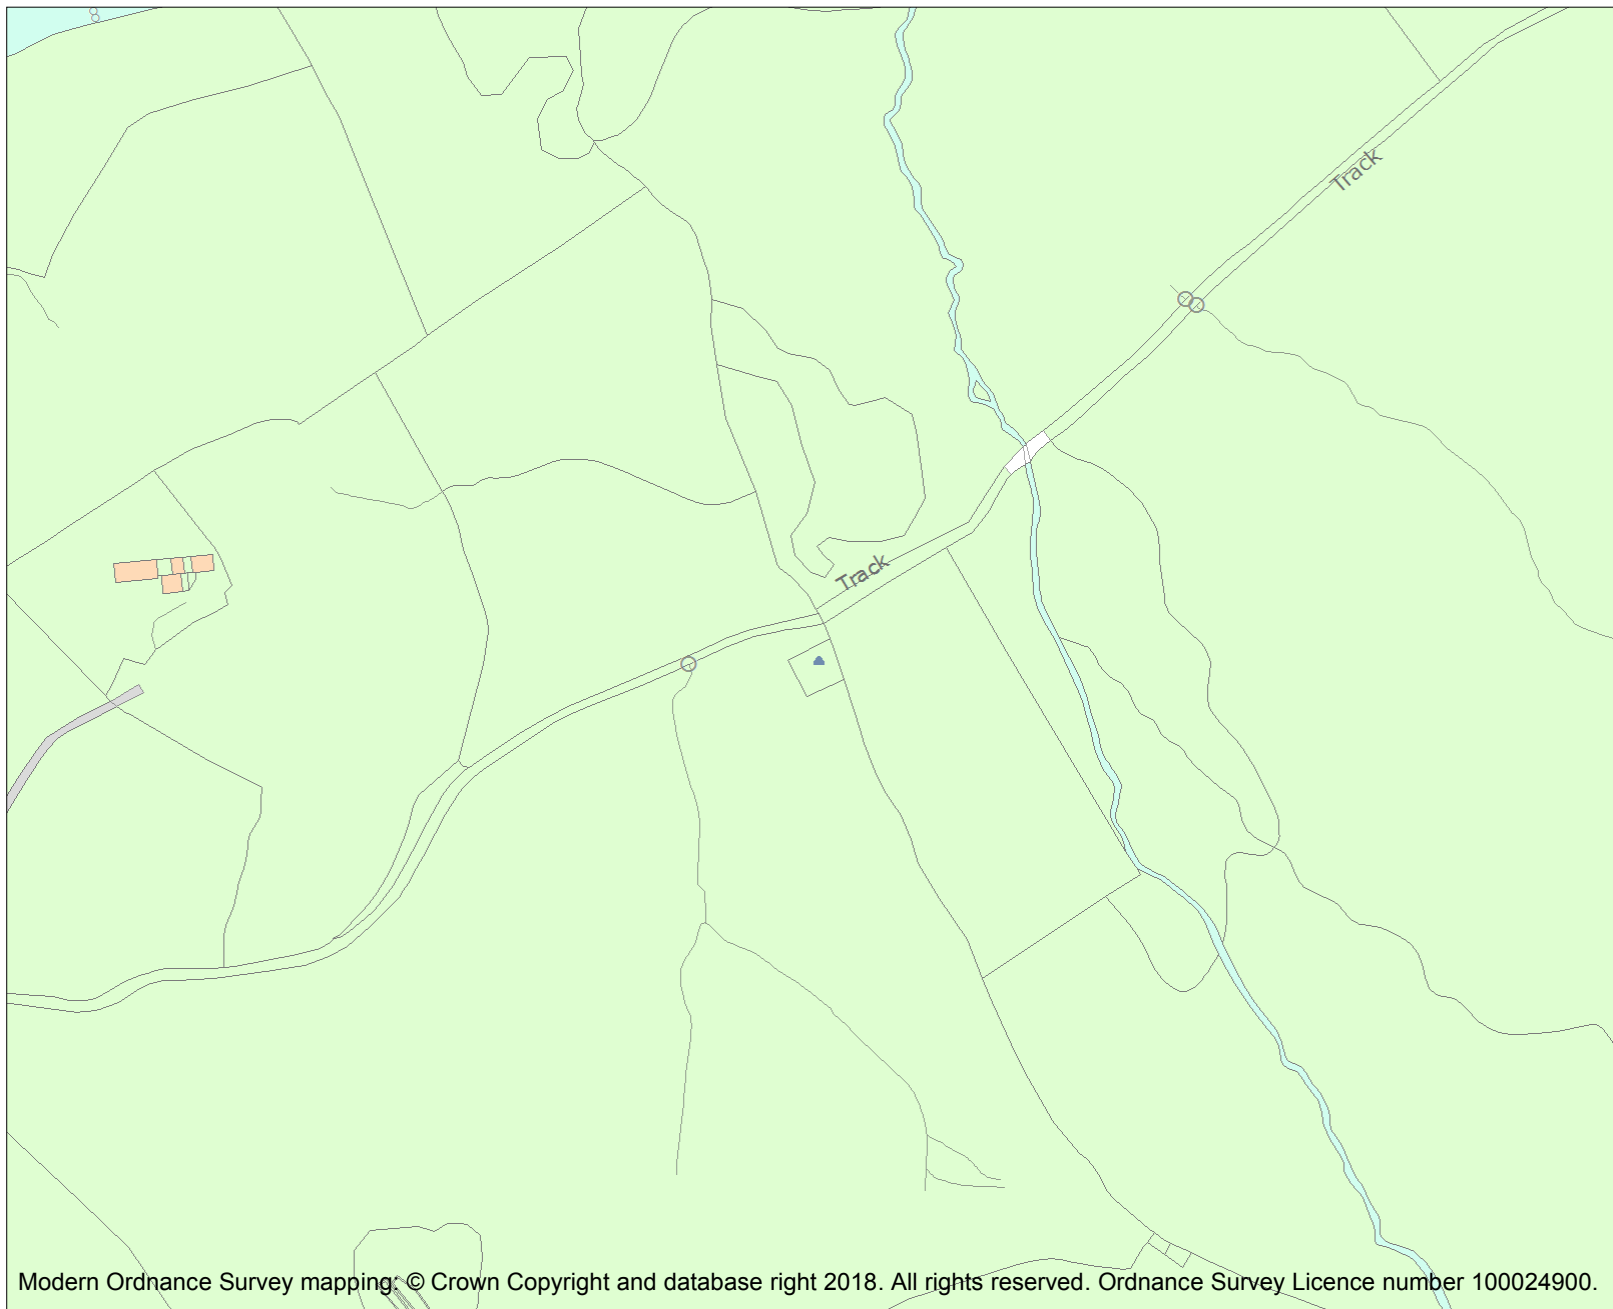 Track
Track
Modern Ordnance Survey mapping: © Crown Copyright and database right 2018. All rights reserved. Ordnance Survey Licence number 100024900.